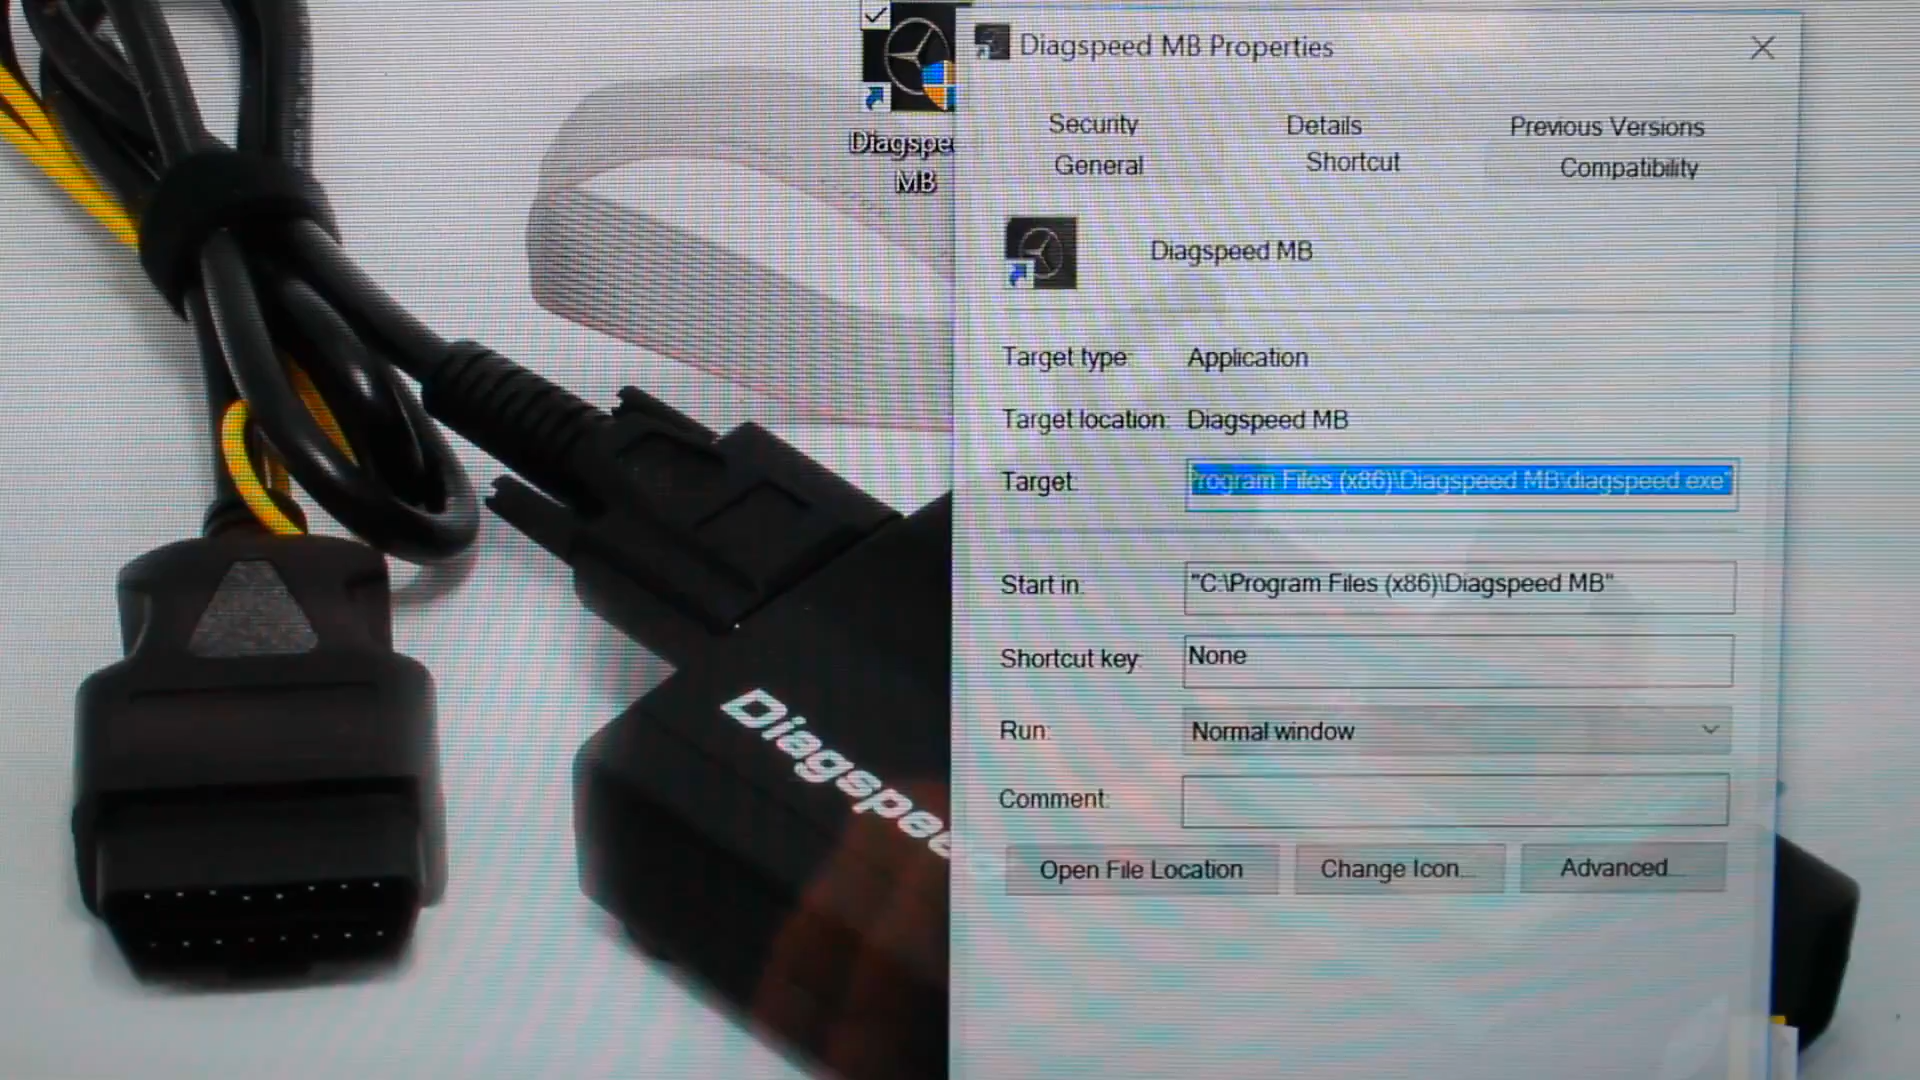 Diagspeed MB Properties
Security
Details
Previous Versions
General
Shortcut
Compatibility
MB
Diagspeed MB
Target type
Application
Target location:
Diagspeed MB
Target:
Program Files (x86)\Diagspeed MB\diagspeed.exe"
Start in:
"C:\Program Files (x86)\Diagspeed MB"
Shortcut key:
None
Run:
Normal window
Comment:
Open File Location
Change Icon...
Advanced...
Diagspee